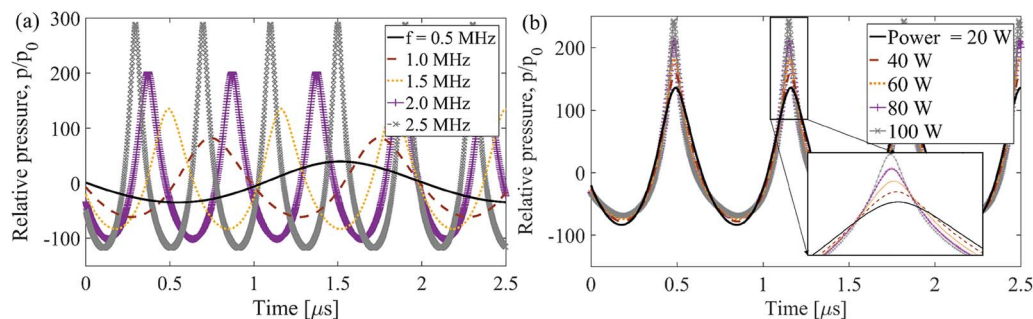 (a)
Relative pressure, p/p0
300
200
100
0
-100
0
0.5
1
1.5
2
2.5
Time [μs]
f = 0.5 MHz
1.0 MHz
1.5 MHz
2.0 MHz
2.5 MHz
(b)
Relative pressure, p/p0
300
200
100
0
-100
0
0.5
1
1.5
2
2.5
Time [μs]
Power = 20 W
40 W
60 W
80 W
100 W